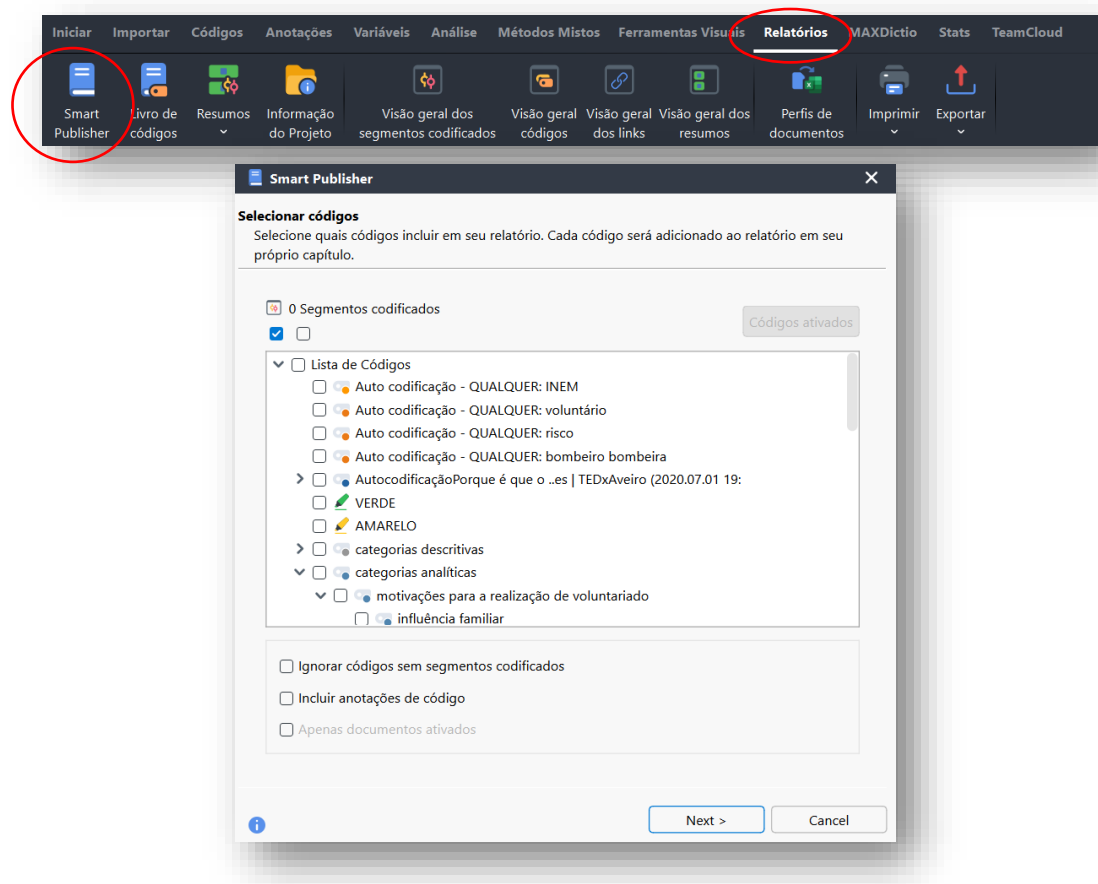 Iniciar Importar Códigos Anotações Variáveis Análise Métodos Mistos Ferramentas Visuais Relatórios MAXDictio Stats TeamCloud
Smart Publisher
Livro de códigos
Resumos
Informação do Projeto
Visão geral dos segmentos codificados
Visão geral códigos
Visão geral dos links
Visão geral dos resumos
Perfis de documentos
Imprimir
Exportar
Smart Publisher
Selecionar códigos
Selecione quais códigos incluir em seu relatório. Cada código será adicionado ao relatório em seu
próprio capítulo.
0 Segmentos codificados
Códigos ativados
Lista de Códigos
Auto codificação - QUALQUER: INEM
Auto codificação - QUALQUER: voluntário
Auto codificação - QUALQUER: risco
Auto codificação - QUALQUER: bombeiro bombeira
AutocodificaçãoPorque é que o ..es | TEDxAveiro (2020.07.01 19:
VERDE
AMARELO
categorias descritivas
categorias analíticas
motivações para a realização de voluntariado
influência familiar
Ignorar códigos sem segmentos codificados
Incluir anotações de código
Apenas documentos ativados
Next >
Cancel